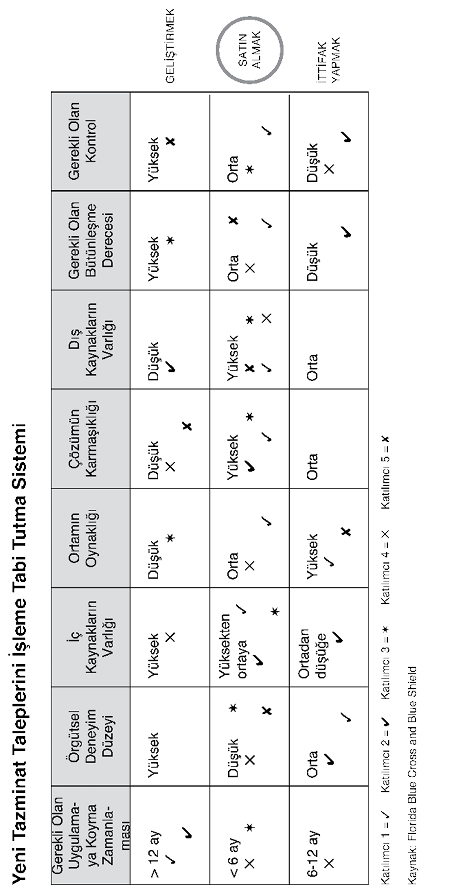 Yeni Tazminat Taleplerini İşleme Tabi Tutma Sistemi
Gerekli Olan
Uygulama-
ya Koyma
Zamanla-
ması
Örgütsel
Deneyim
Düzeyi
İç
Kaynakların
Varlığı
Ortamın
Oynaklığı
Çözümün
Karmaşıklığı
Dış
Kaynakların
Varlığı
Gerekli Olan
Bütünleşme
Derecesi
Gerekli Olan
Kontrol
> 12 ay
✓ ✔
Yüksek
Yüksek
×
Düşük
*
Düşük
× ✘
Düşük
✔
Yüksek
*
Yüksek
✘
GELİŞTİRMEK
< 6 ay
× *
Düşük *
× ✘
Yüksekten
ortaya ✓
✔ *
Orta
× ✓
Yüksek
✔ ✓ *
Yüksek *
✘ ✓ ×
Orta ✘
× ✓
Orta
* ✓
SATIN
ALMAK
6-12 ay
×
Orta
✔ ✓
Ortadan
düşüğe
✔
Yüksek
✓ ✘
Orta
Orta
Düşük
✔
Düşük
× ✔
İTTİFAK
YAPMAK
Katılımcı 1 = ✓ Katılımcı 2 = ✔ Katılımcı 3 = * Katılımcı 4 = × Katılımcı 5 = ✘
Kaynak: Florida Blue Cross and Blue Shield